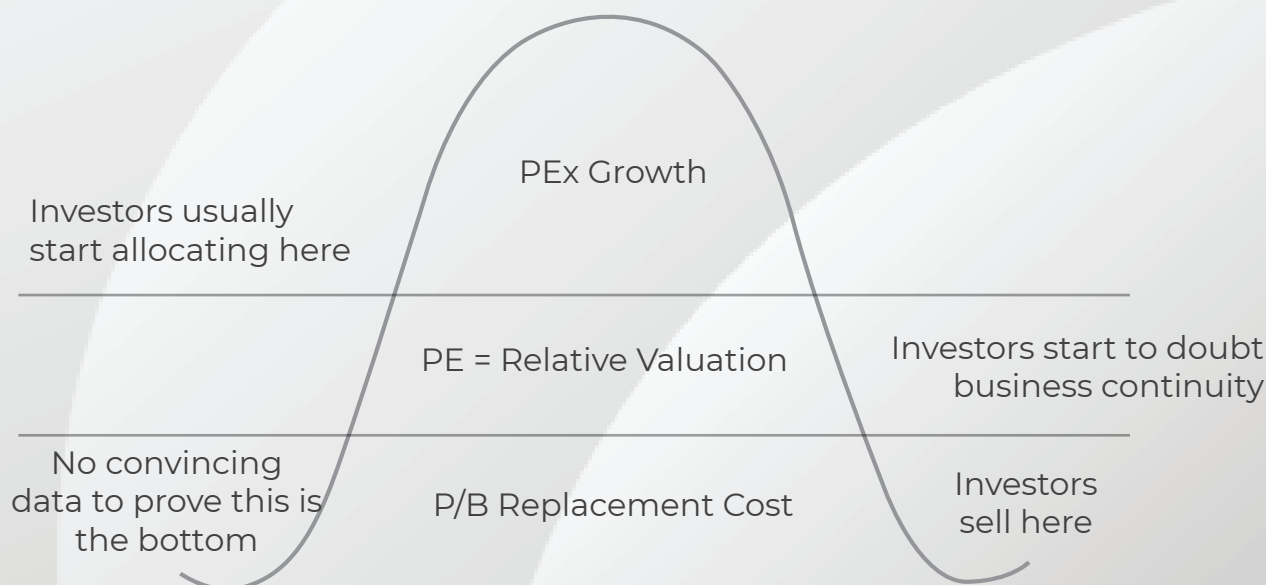 PEx Growth
Investors usually
start allocating here
PE = Relative Valuation
Investors start to doubt
business continuity
No convincing
data to prove this is
the bottom
P/B Replacement Cost
Investors
sell here